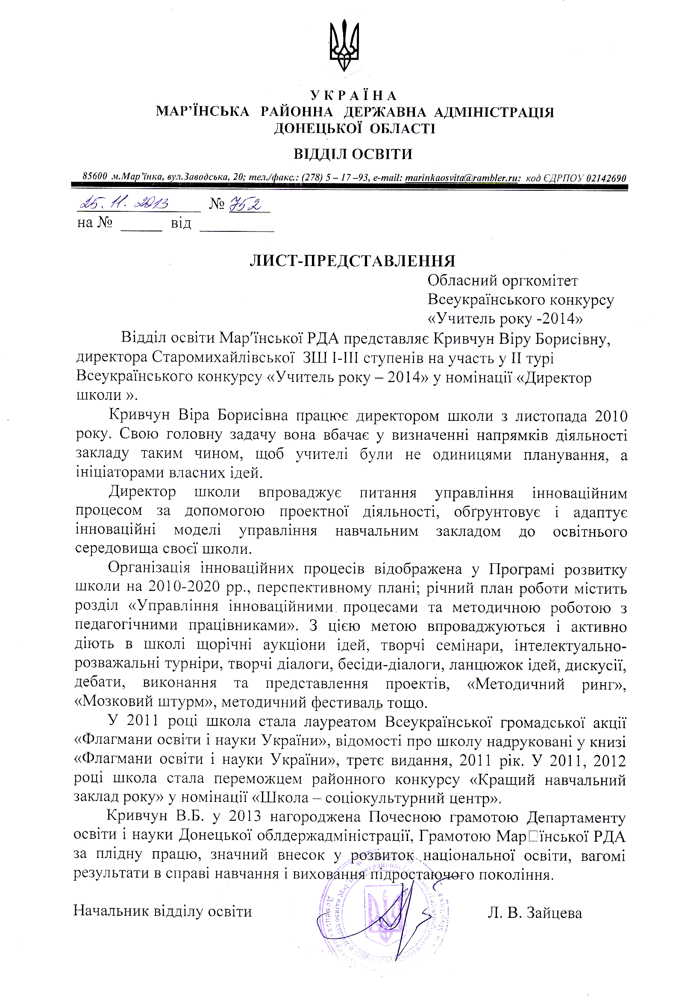 У К Р А Ї Н А
МАР’ЇНСЬКА РАЙОННА ДЕРЖАВНА АДМІНІСТРАЦІЯ
ДОНЕЦЬКОЇ ОБЛАСТІ
ВІДДІЛ ОСВІТИ
85600 м.Мар’їнка, вул.Заводська, 20; тел./факс.: (278) 5 – 17 –93, e-mail: marinkaosvita@rambler.ru; код ЄДРПОУ 02142690
25. 11. 2013 № 752
на № ______ від __________
ЛИСТ-ПРЕДСТАВЛЕННЯ
Обласний оргкомітет
Всеукраїнського конкурсу
«Учитель року -2014»
Відділ освіти Мар'їнської РДА представляє Кривчун Віру Борисівну,
директора Старомихайлівської ЗШ І-ІІІ ступенів на участь у ІІ турі
Всеукраїнського конкурсу «Учитель року – 2014» у номінації «Директор
школи ».
Кривчун Віра Борисівна працює директором школи з листопада 2010
року. Свою головну задачу вона вбачає у визначенні напрямків діяльності
закладу таким чином, щоб учителі були не одиницями планування, а
ініціаторами власних ідей.
Директор школи впроваджує питання управління інноваційним
процесом за допомогою проектної діяльності, обґрунтовує і адаптує
інноваційні моделі управління навчальним закладом до освітнього
середовища своєї школи.
Організація інноваційних процесів відображена у Програмі розвитку
школи на 2010-2020 рр., перспективному плані; річний план роботи містить
розділ «Управління інноваційними процесами та методичною роботою з
педагогічними працівниками». З цією метою впроваджуються і активно
діють в школі щорічні аукціони ідей, творчі семінари, інтелектуально-
розважальні турніри, творчі діалоги, бесіди-діалоги, ланцюжок ідей, дискусії,
дебати, виконання та представлення проектів, «Методичний ринг»,
«Мозковий штурм», методичний фестиваль тощо.
У 2011 році школа стала лауреатом Всеукраїнської громадської акції
«Флагмани освіти і науки України», відомості про школу надруковані у книзі
«Флагмани освіти і науки України», третє видання, 2011 рік. У 2011, 2012
році школа стала переможцем районного конкурсу «Кращий навчальний
заклад року» у номінації «Школа – соціокультурний центр».
Кривчун В.Б. у 2013 нагороджена Почесною грамотою Департаменту
освіти і науки Донецької облдержадміністрації, Грамотою Мар□їнської РДА
за плідну працю, значний внесок у розвиток національної освіти, вагомі
результати в справі навчання і виховання підростаючого покоління.
Начальник відділу освіти Л. В. Зайцева